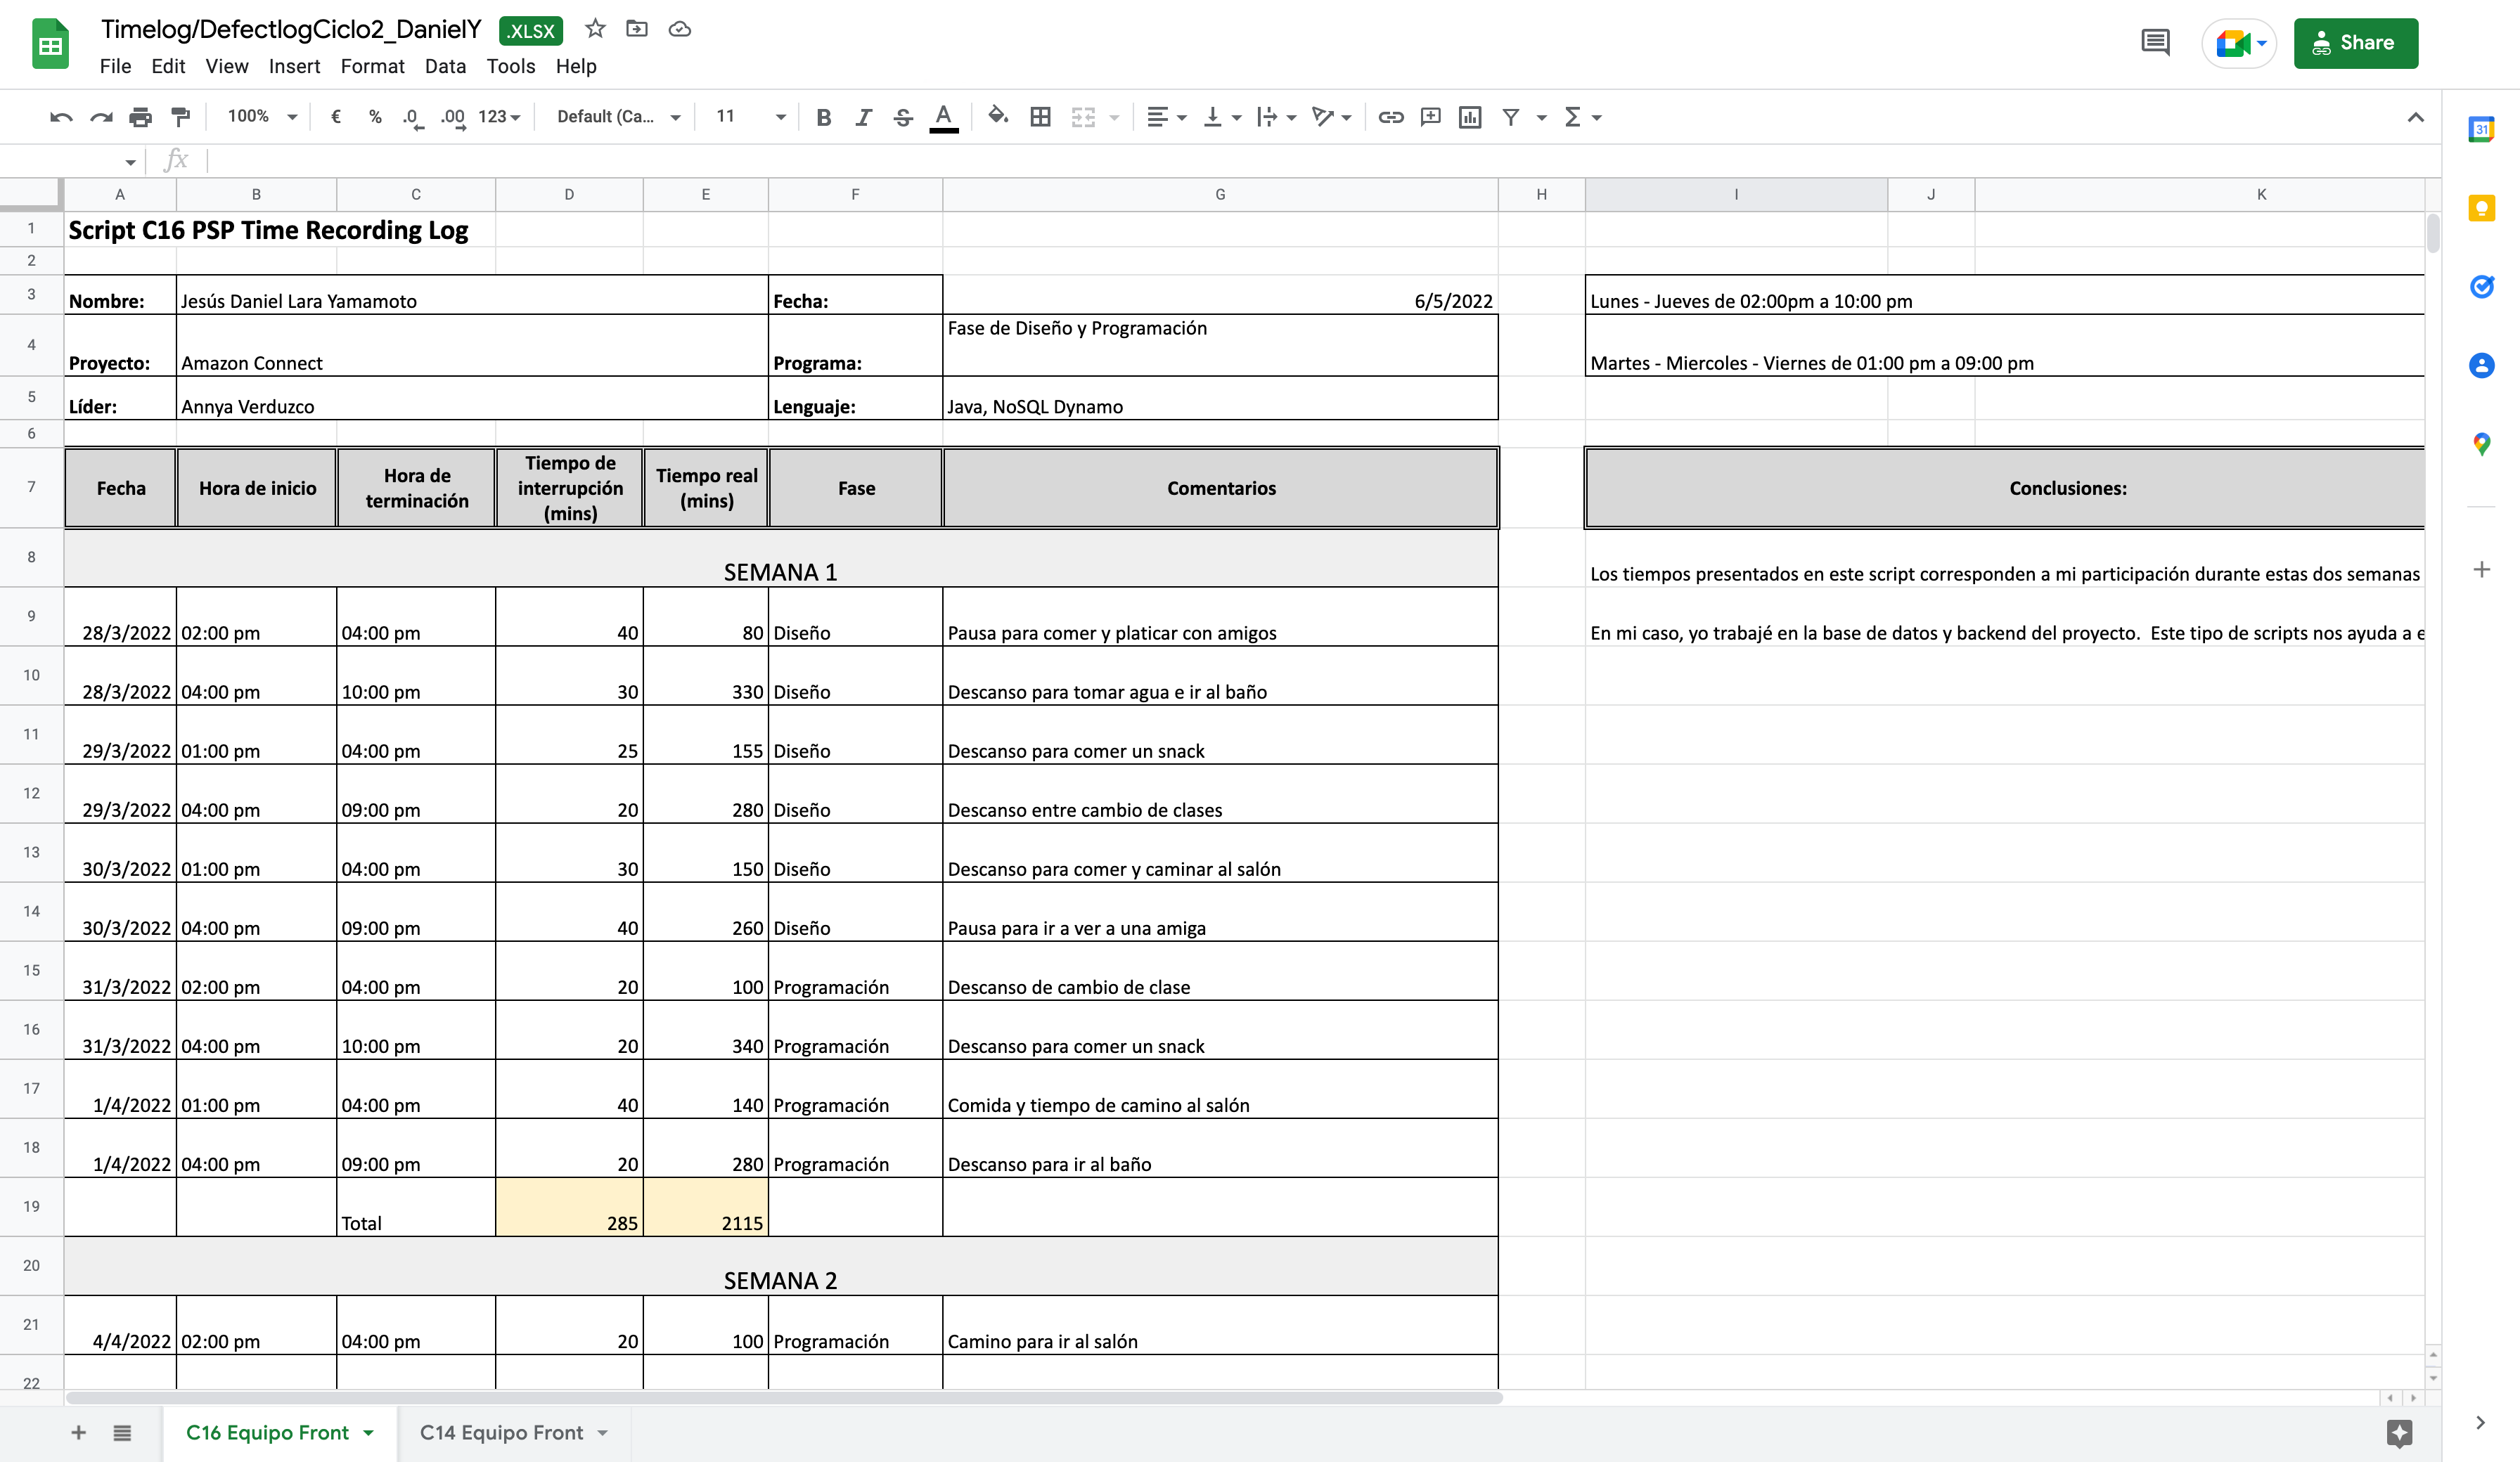 Timelog/DefectlogCiclo2_DanielY .XLSX
Share
File Edit View Insert Format Data Tools Help
100% € % .0 .00 123 Default (Ca... 11 B I S A
31
fx
A B C D E F G H I J K
1 Script C16 PSP Time Recording Log
2
3 Nombre: Jesús Daniel Lara Yamamoto Fecha: 6/5/2022 Lunes - Jueves de 02:00pm a 10:00 pm
Fase de Diseño y Programación
4 Proyecto: Amazon Connect Programa: Martes - Miercoles - Viernes de 01:00 pm a 09:00 pm
5 Líder: Annya Verduzco Lenguaje: Java, NoSQL Dynamo
6
7 Fecha Hora de inicio Hora de terminación Tiempo de interrupción (mins) Tiempo real (mins) Fase Comentarios Conclusiones:
8 SEMANA 1 Los tiempos presentados en este script corresponden a mi participación durante estas dos semanas
9 28/3/2022 02:00 pm 04:00 pm 40 80 Diseño Pausa para comer y platicar con amigos En mi caso, yo trabajé en la base de datos y backend del proyecto. Este tipo de scripts nos ayuda a e
10 28/3/2022 04:00 pm 10:00 pm 30 330 Diseño Descanso para tomar agua e ir al baño
11 29/3/2022 01:00 pm 04:00 pm 25 155 Diseño Descanso para comer un snack
12 29/3/2022 04:00 pm 09:00 pm 20 280 Diseño Descanso entre cambio de clases
13 30/3/2022 01:00 pm 04:00 pm 30 150 Diseño Descanso para comer y caminar al salón
14 30/3/2022 04:00 pm 09:00 pm 40 260 Diseño Pausa para ir a ver a una amiga
15 31/3/2022 02:00 pm 04:00 pm 20 100 Programación Descanso de cambio de clase
16 31/3/2022 04:00 pm 10:00 pm 20 340 Programación Descanso para comer un snack
17 1/4/2022 01:00 pm 04:00 pm 40 140 Programación Comida y tiempo de camino al salón
18 1/4/2022 04:00 pm 09:00 pm 20 280 Programación Descanso para ir al baño
19 Total 285 2115
20 SEMANA 2
21 4/4/2022 02:00 pm 04:00 pm 20 100 Programación Camino para ir al salón
22
C16 Equipo Front C14 Equipo Front